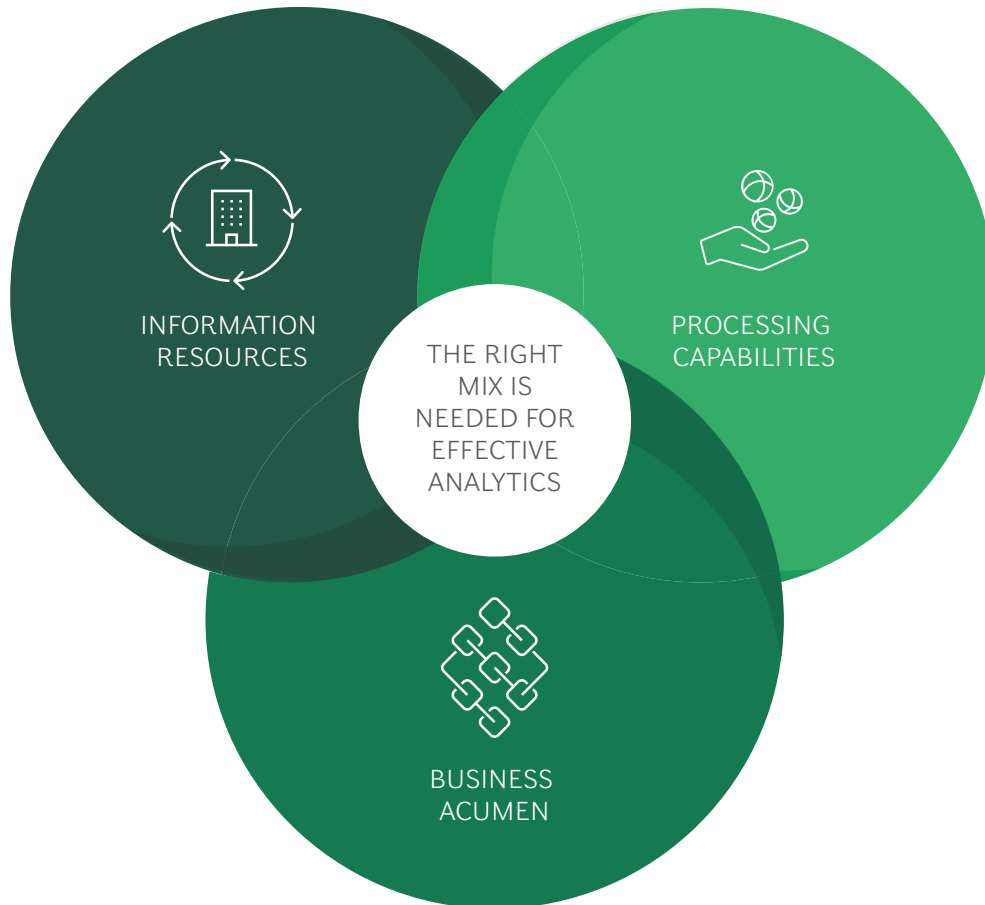 INFORMATION
RESOURCES
PROCESSING
CAPABILITIES
THE RIGHT
MIX IS
NEEDED FOR
EFFECTIVE
ANALYTICS
BUSINESS
ACUMEN